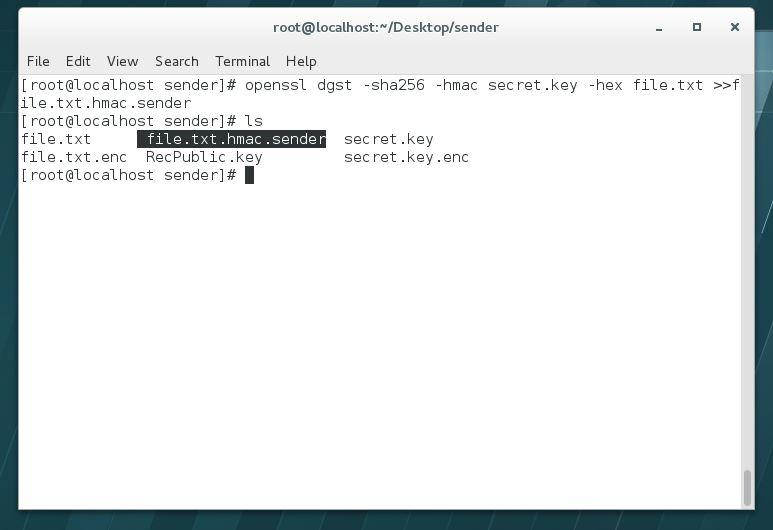 root@localhost:~/Desktop/sender
File Edit View Search Terminal Help
[root@localhost sender]# openssl dgst -sha256 -hmac secret.key -hex file.txt >>f
ile.txt.hmac.sender
[root@localhost sender]# ls
file.txt file.txt.hmac.sender secret.key
file.txt.enc RecPublic.key secret.key.enc
[root@localhost sender]#